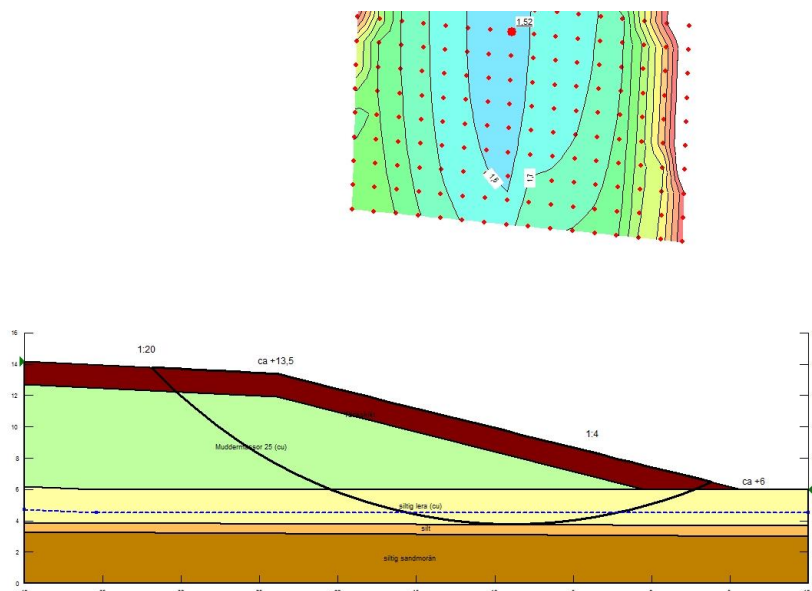 1,52
1,6
1,7
16
14
12
10
8
6
4
2
0
1:20
ca +13,5
Muddermassor 25 (cu)
1:4
ca +6
siltig lera (cu)
silt
siltig sandmorän